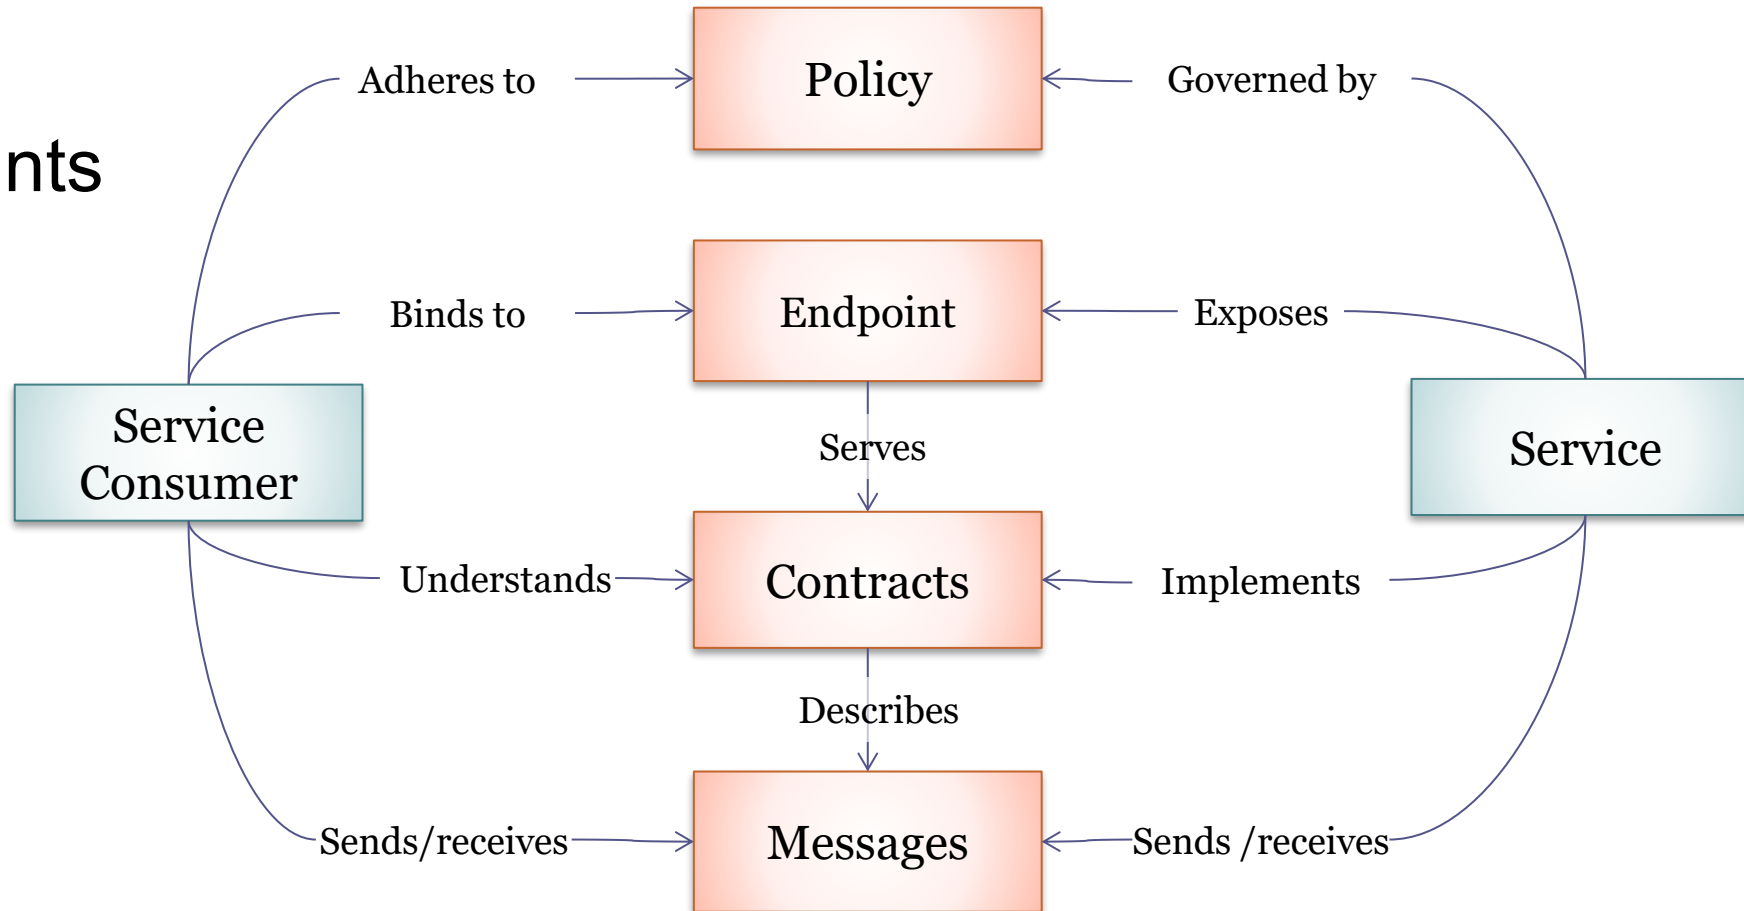 Adheres to
Policy
Governed by
nts
Binds to
Endpoint
Exposes
Service
Consumer
Serves
Service
Understands
Contracts
Implements
Describes
Sends/receives
Messages
Sends /receives